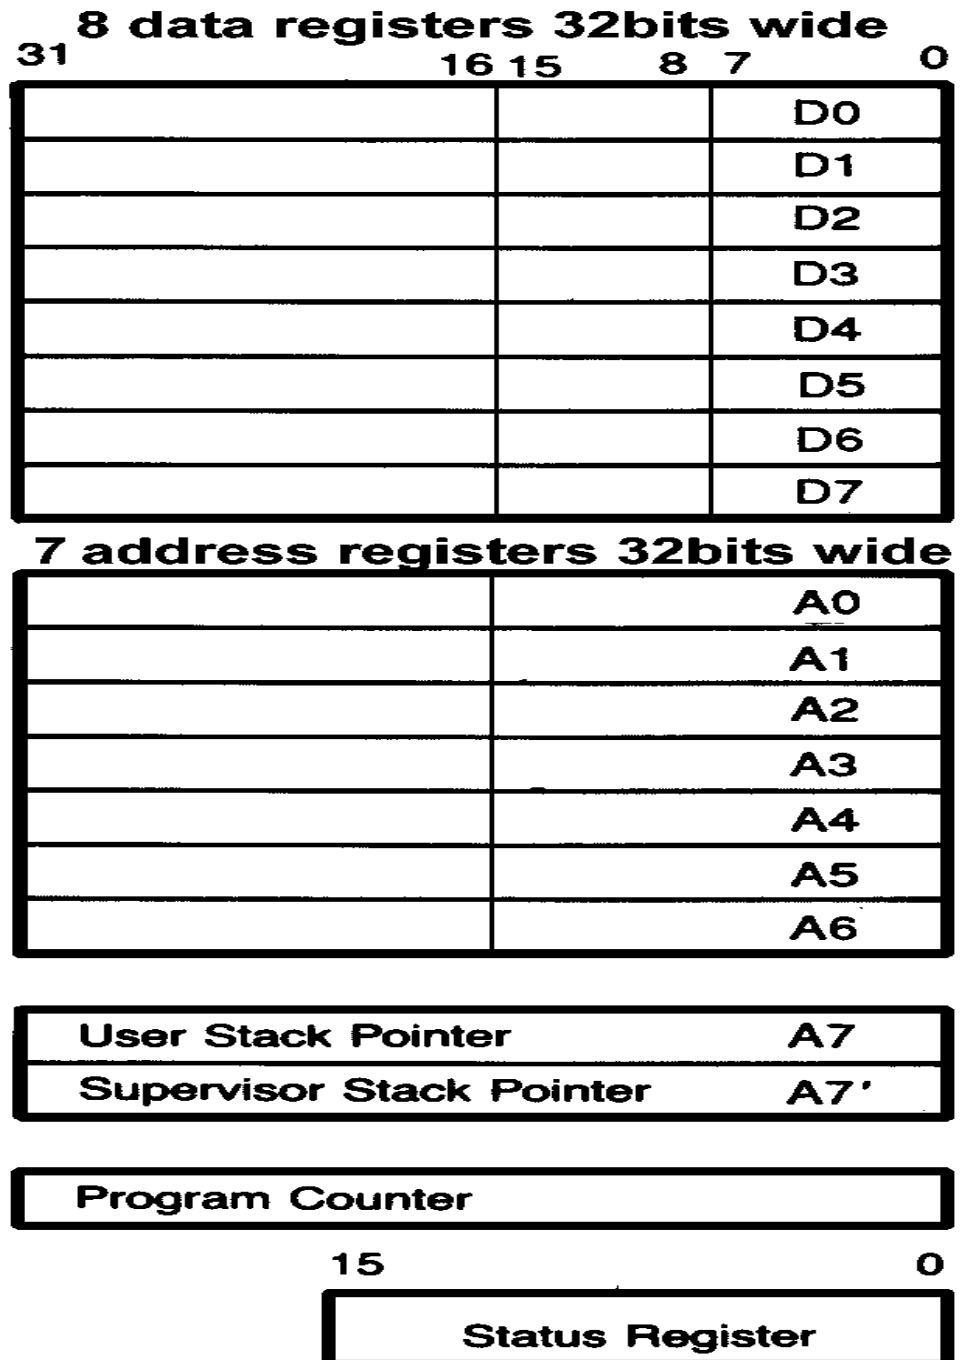 8 data registers 32bits wide
31 16 15 8 7 0
D0
D1
D2
D3
D4
D5
D6
D7
7 address registers 32bits wide
A0
A1
A2
A3
A4
A5
A6
User Stack Pointer A7
Supervisor Stack Pointer A7'
Program Counter
15 0
Status Register